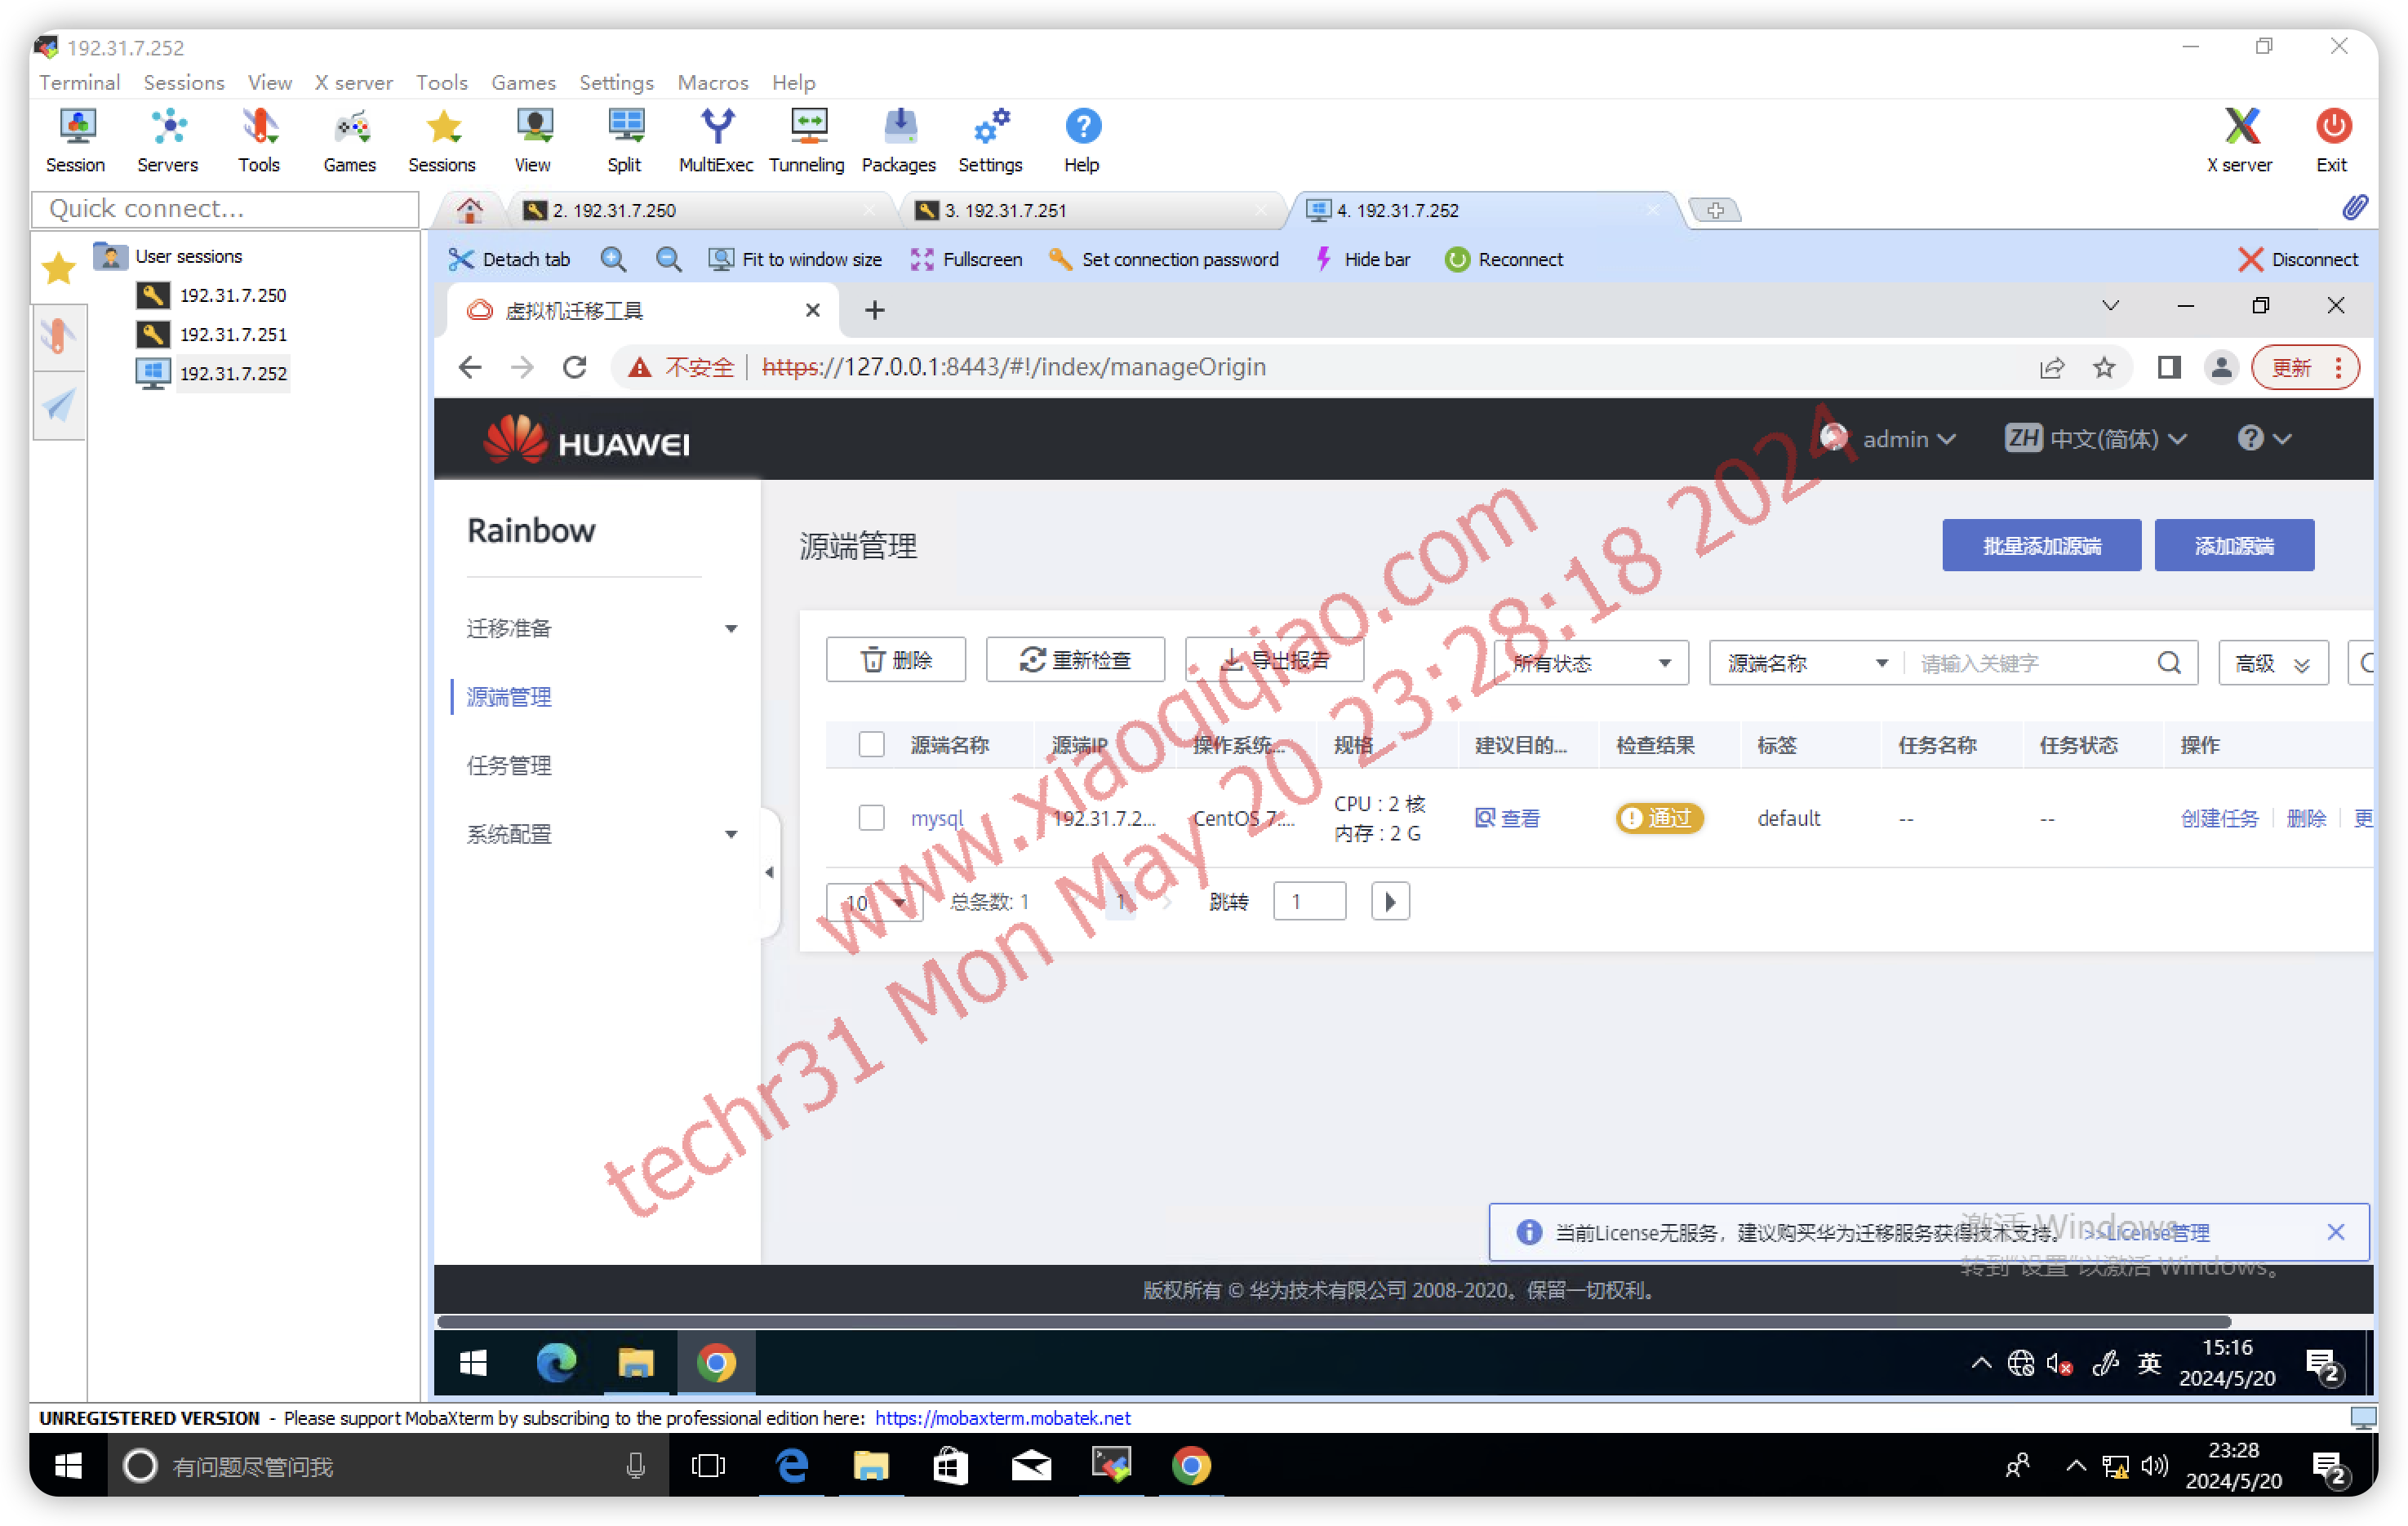 192.31.7.252
Terminal Sessions View X server Tools Games Settings Macros Help
Session Servers Tools Games Sessions View Split MultiExec Tunneling Packages Settings Help X server Exit
Quick connect...
2. 192.31.7.250
3. 192.31.7.251
4. 192.31.7.252
User sessions
192.31.7.250
192.31.7.251
192.31.7.252
Detach tab Fit to window size Fullscreen Set connection password Hide bar Reconnect Disconnect
虚拟机迁移工具
不安全 https://127.0.0.1:8443/#!/index/manageOrigin 更新
HUAWEI
admin ZH 中文(简体)
Rainbow
迁移准备
源端管理
任务管理
系统配置
源端管理
批量添加源端 添加源端
删除 重新检查 导出报告 所有状态 源端名称 请输入关键字 高级
源端名称 源端IP 操作系统... 规格 建议目的... 检查结果 标签 任务名称 任务状态 操作
mysql 192.31.7.2... CentOS 7.... CPU : 2 核 查看 通过 default -- -- 创建任务 删除 更
内存 : 2 G
10 总条数: 1 1 跳转 1
www.xiaoqiqiao.com
techr31 Mon May 20 23:28:18 2024
当前License无服务，建议购买华为迁移服务获得技术支持。 >>License管理
激活 Windows
转到"设置"以激活 Windows。
版权所有 © 华为技术有限公司 2008-2020。保留一切权利。
英 15:16
2024/5/20
2
UNREGISTERED VERSION - Please support MobaXterm by subscribing to the professional edition here: https://mobaxterm.mobatek.net
有问题尽管问我
23:28
2024/5/20
2